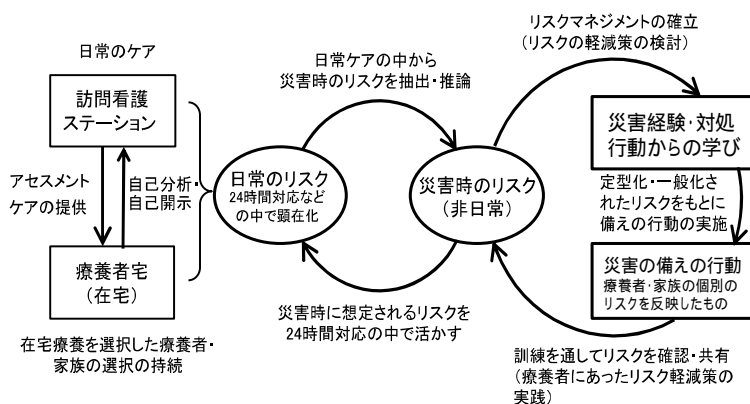 日常のケア
訪問看護
ステーション
アセスメント
ケアの提供
自己分析・
自己開示
療養者宅
(在宅)
在宅療養を選択した療養者・
家族の選択の持続
日常のリスク
24時間対応など
の中で顕在化
日常ケアの中から
災害時のリスクを抽出・推論
災害時のリスク
(非日常)
災害時に想定されるリスクを
24時間対応の中で活かす
リスクマネジメントの確立
(リスクの軽減策の検討)
災害経験・対処
行動からの学び
定型化・一般化さ
れたリスクをもとに
備えの行動の実施
災害の備えの行動
療養者・家族の個別の
リスクを反映したもの
訓練を通してリスクを確認・共有
(療養者にあったリスク軽減策の
実践)